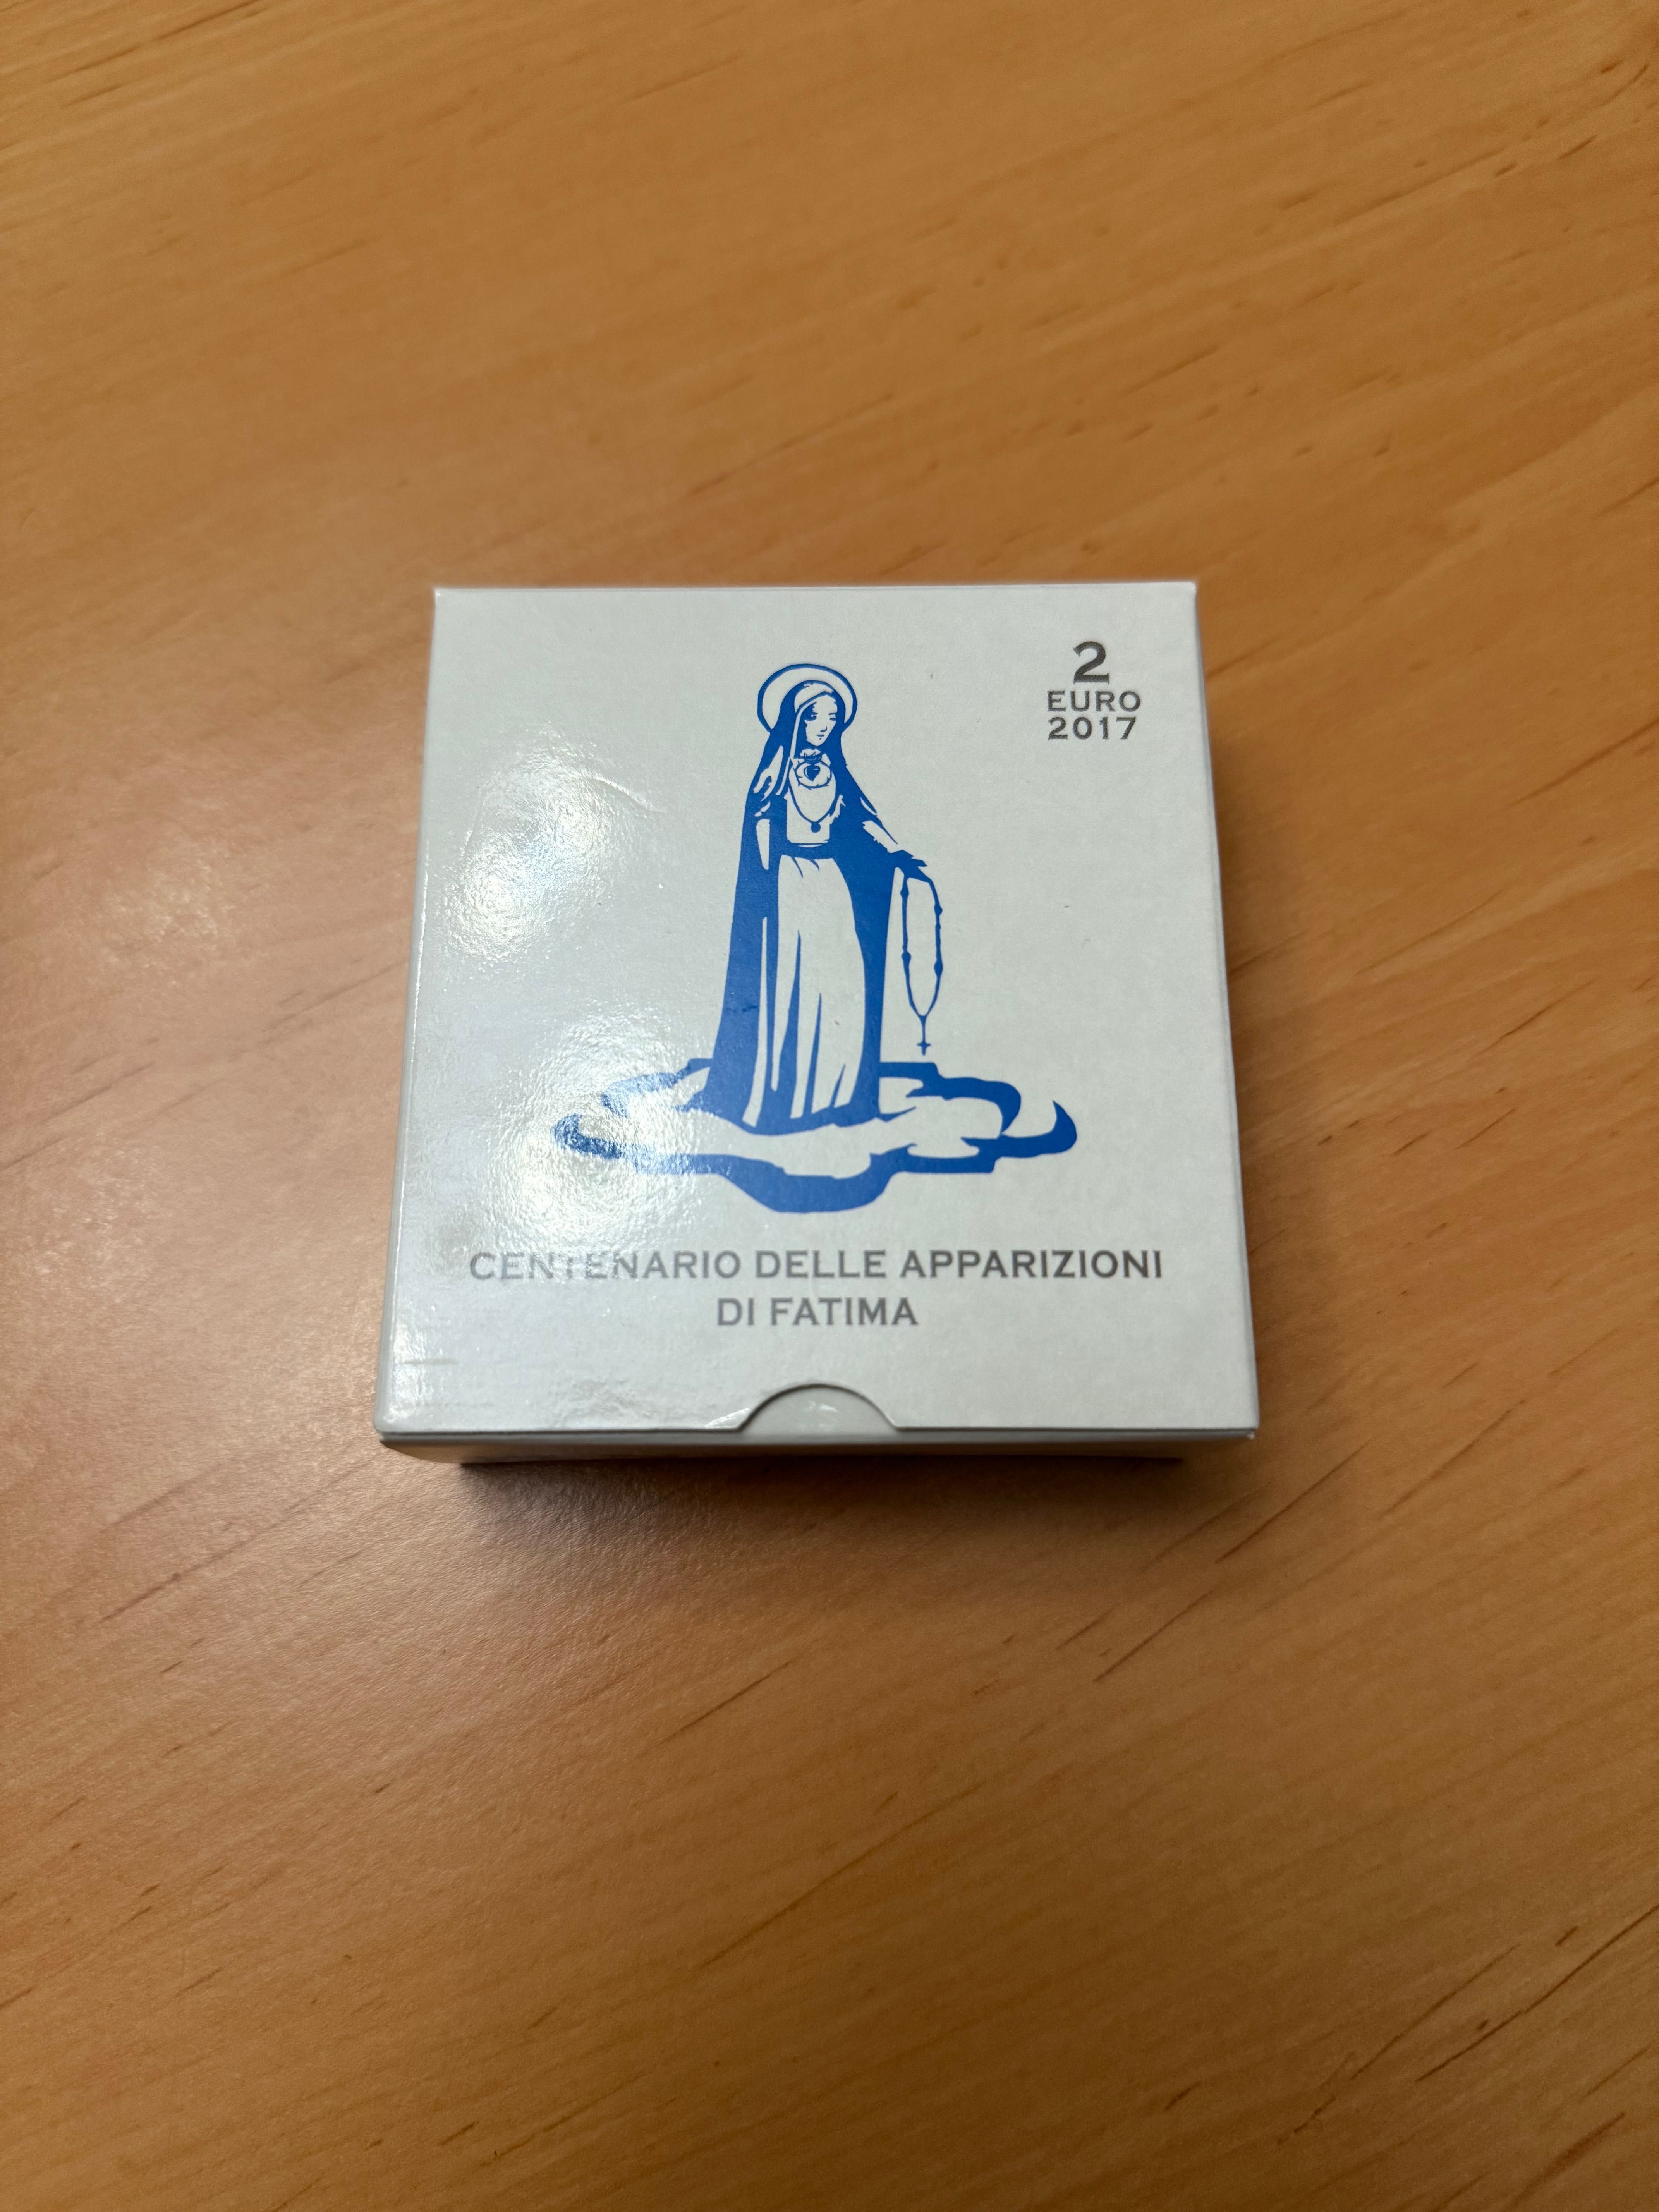 2
EURO
2017
CENTENARIO DELLE APPARIZIONI
DI FATIMA